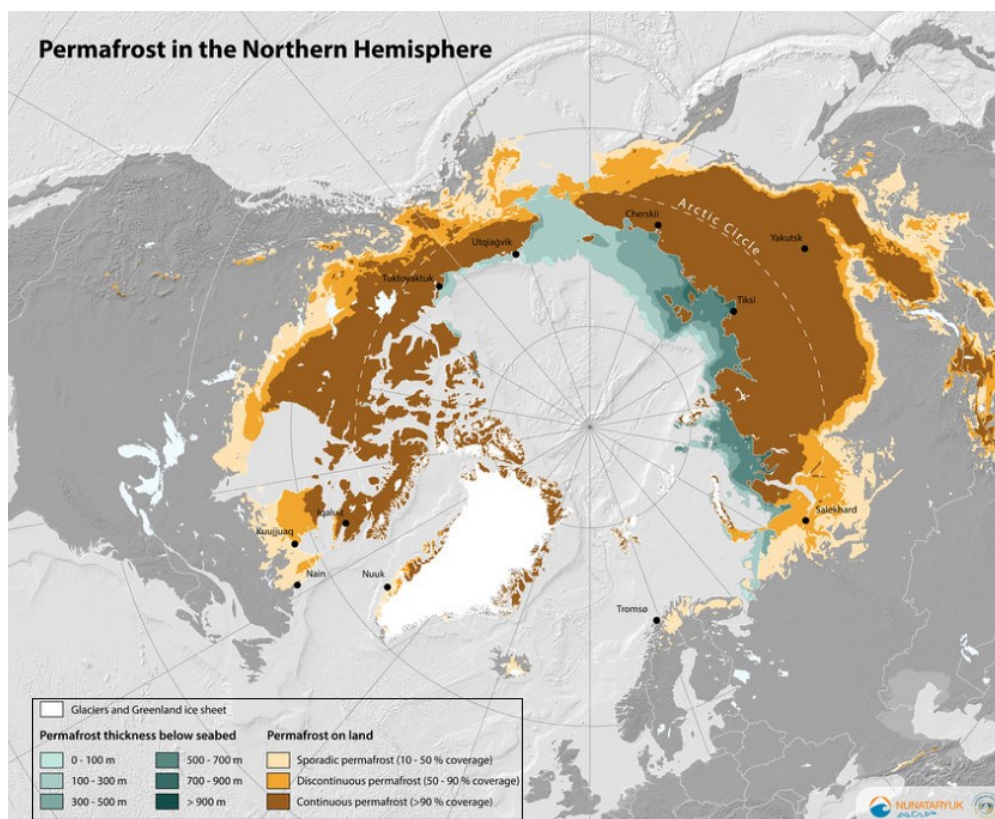 Permafrost in the Northern Hemisphere
Cherskii
Arctic Circle
Yakutsk
Utqiaġvik
Tuktoyaktuk
Tiksi
Iqaluit
Salekhard
Kuujjuaq
Nain
Nuuk
Tromsø
Glaciers and Greenland ice sheet
Permafrost thickness below seabed
0 - 100 m
100 - 300 m
300 - 500 m
500 - 700 m
700 - 900 m
> 900 m
Permafrost on land
Sporadic permafrost (10 - 50 % coverage)
Discontinuous permafrost (50 - 90 % coverage)
Continuous permafrost (>90 % coverage)
NUNATARYUK